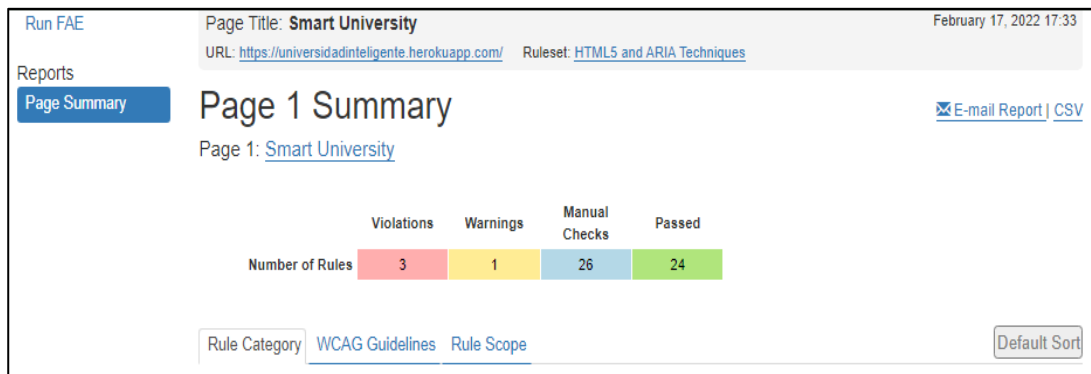 Run FAE
Reports
Page Summary
Page Title: Smart University
February 17, 2022 17:33
URL: https://universidadinteligente.herokuapp.com/ Ruleset: HTML5 and ARIA Techniques
Page 1 Summary
E-mail Report | CSV
Page 1: Smart University
Violations Warnings Manual Checks Passed
Number of Rules 3 1 26 24
Rule Category WCAG Guidelines Rule Scope
Default Sort